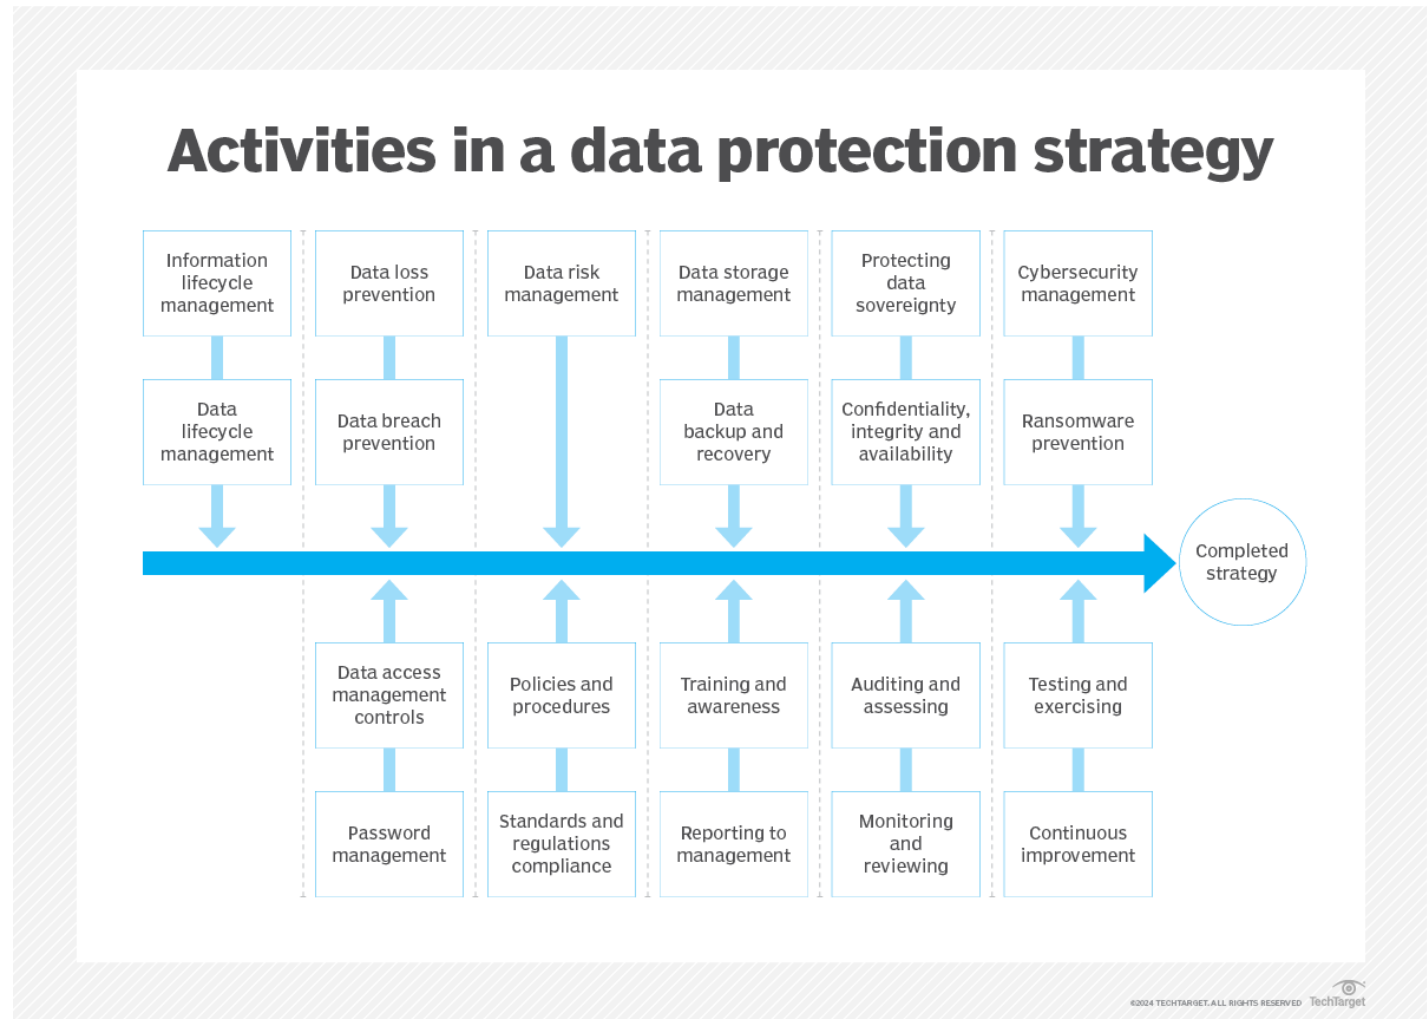 Activities in a data protection strategy
Information
lifecycle
management
Data loss
prevention
Data risk
management
Data storage
management
Protecting
data
sovereignty
Cybersecurity
management
Data
lifecycle
management
Data breach
prevention
Data
backup and
recovery
Confidentiality,
integrity and
availability
Ransomware
prevention
Completed
strategy
Data access
management
controls
Policies and
procedures
Training and
awareness
Auditing and
assessing
Testing and
exercising
Password
management
Standards and
regulations
compliance
Reporting to
management
Monitoring
and
reviewing
Continuous
improvement
©2024 TECHTARGET. ALL RIGHTS RESERVED TechTarget